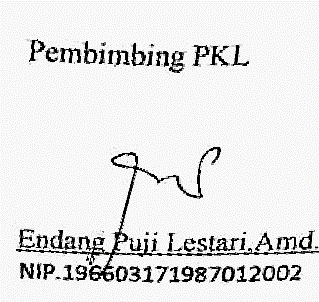 Pembimbing PKL
Endang Puji Lestari,Amd.
NIP.196603171987012002